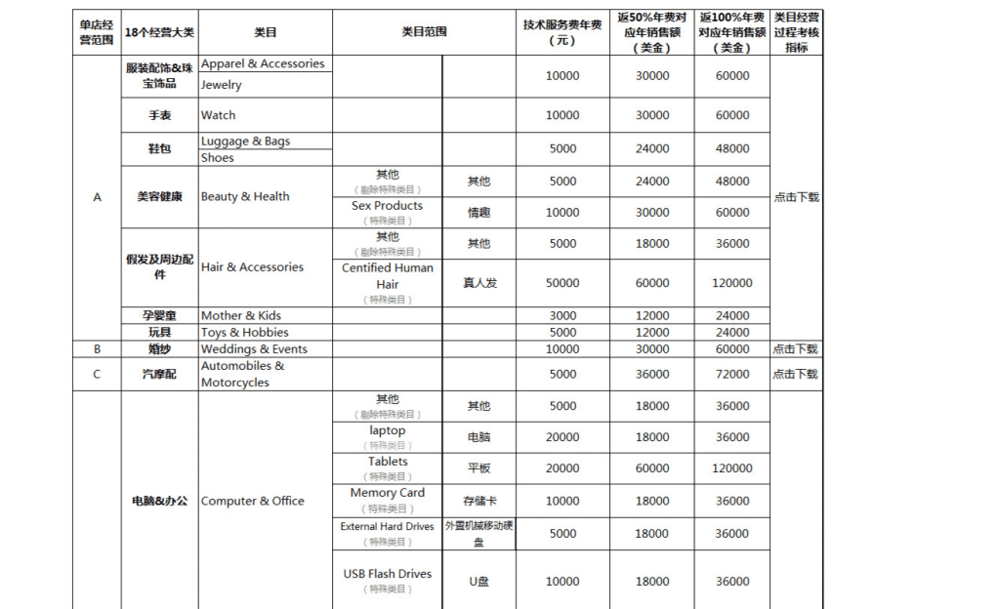 单店经营范围 18个经营大类 类目 类目范围 技术服务费年费（元） 返50%年费对应年销售额（美金） 返100%年费对应年销售额（美金） 类目经营过程考核指标
A 服装配饰&珠宝饰品 Apparel & Accessories 10000 30000 60000 点击下载
Jewelry
手表 Watch 10000 30000 60000
鞋包 Luggage & Bags 5000 24000 48000
Shoes
美容健康 Beauty & Health 其他（剔除特殊类目） 其他 5000 24000 48000
Sex Products（特殊类目） 情趣 10000 30000 60000
假发及周边配件 Hair & Accessories 其他（剔除特殊类目） 其他 5000 18000 36000
Centified Human Hair（特殊类目） 真人发 50000 60000 120000
孕婴童 Mother & Kids 3000 12000 24000
玩具 Toys & Hobbies 5000 12000 24000
B 婚纱 Weddings & Events 10000 30000 60000 点击下载
C 汽摩配 Automobiles & Motorcycles 5000 36000 72000 点击下载
电脑&办公 Computer & Office 其他（剔除特殊类目） 其他 5000 18000 36000
laptop（特殊类目） 电脑 20000 18000 36000
Tablets（特殊类目） 平板 20000 60000 120000
Memory Card（特殊类目） 存储卡 10000 18000 36000
External Hard Drives（特殊类目） 外置机械移动硬盘 5000 18000 36000
USB Flash Drives（特殊类目） U盘 10000 18000 36000